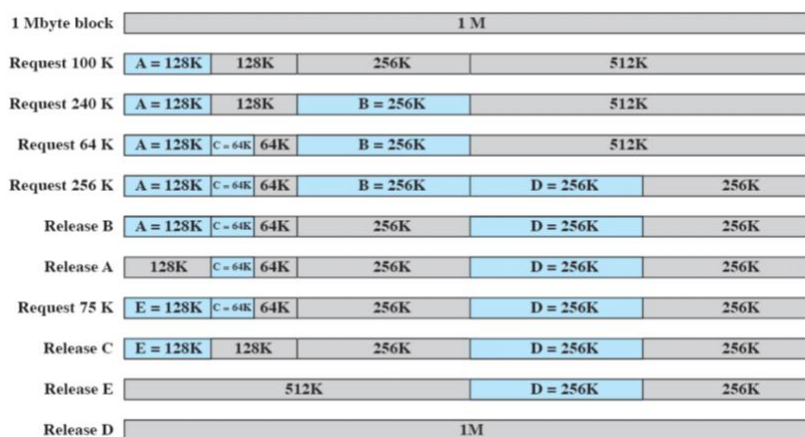 1 Mbyte block 1 M
Request 100 K A = 128K 128K 256K 512K
Request 240 K A = 128K 128K B = 256K 512K
Request 64 K A = 128K C = 64K 64K B = 256K 512K
Request 256 K A = 128K C = 64K 64K B = 256K D = 256K 256K
Release B A = 128K C = 64K 64K 256K D = 256K 256K
Release A 128K C = 64K 64K 256K D = 256K 256K
Request 75 K E = 128K C = 64K 64K 256K D = 256K 256K
Release C E = 128K 128K 256K D = 256K 256K
Release E 512K D = 256K 256K
Release D 1M